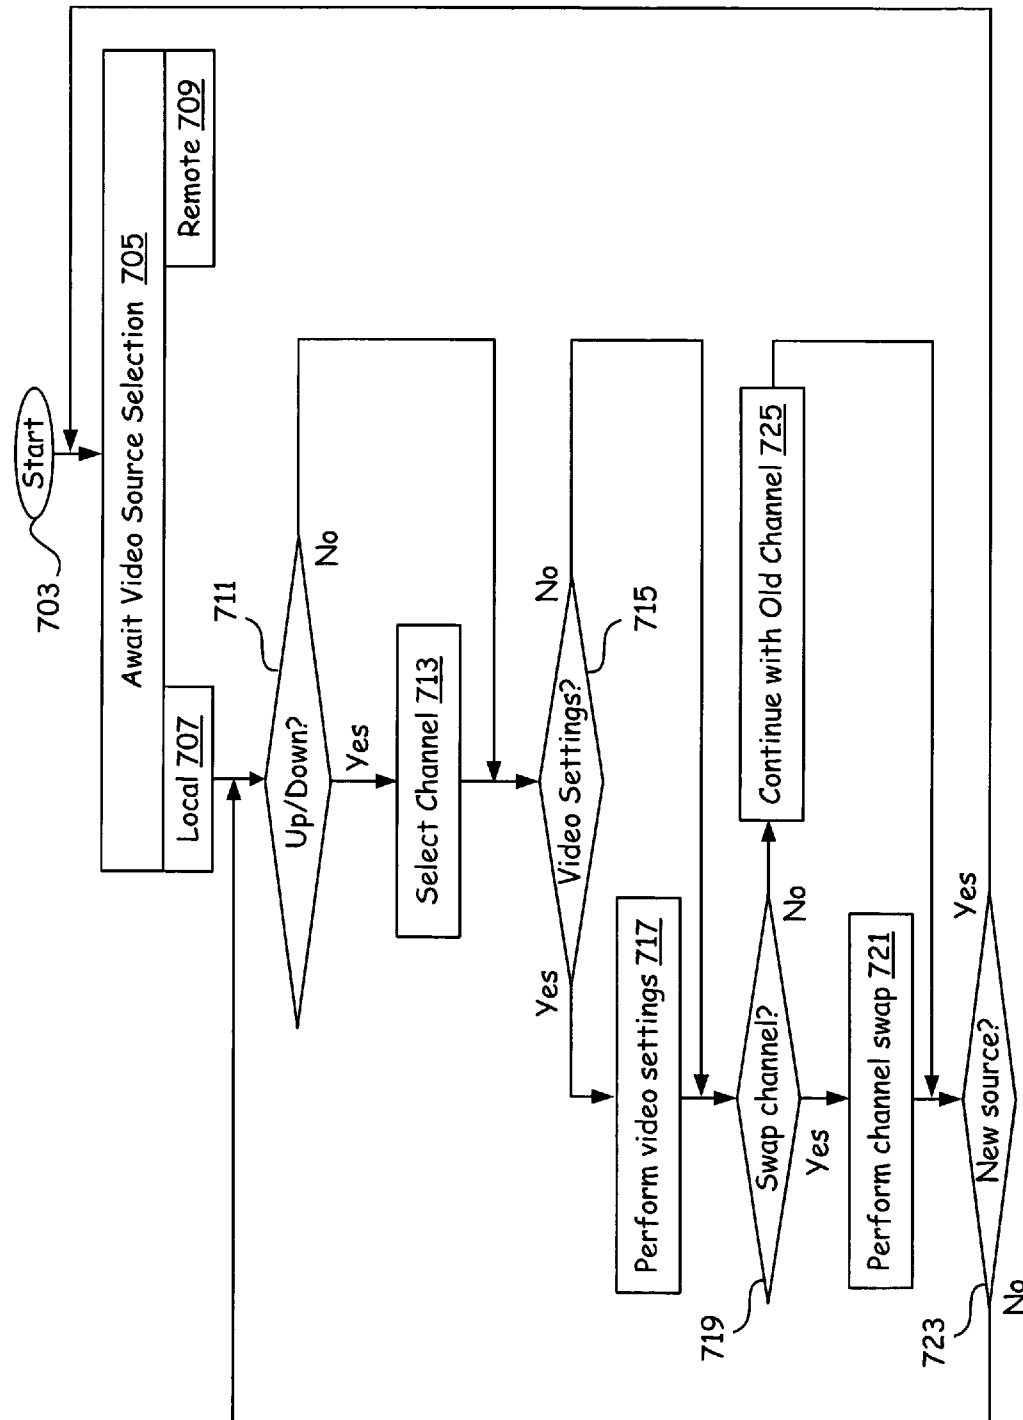 Start
703
Await Video Source Selection 705
Local 707
Remote 709
711
Up/Down?
No
Yes
Select Channel 713
Video Settings?
715
No
Yes
Perform video settings 717
Swap channel?
719
No
Continue with Old Channel 725
Yes
Perform channel swap 721
New source?
723
Yes
No